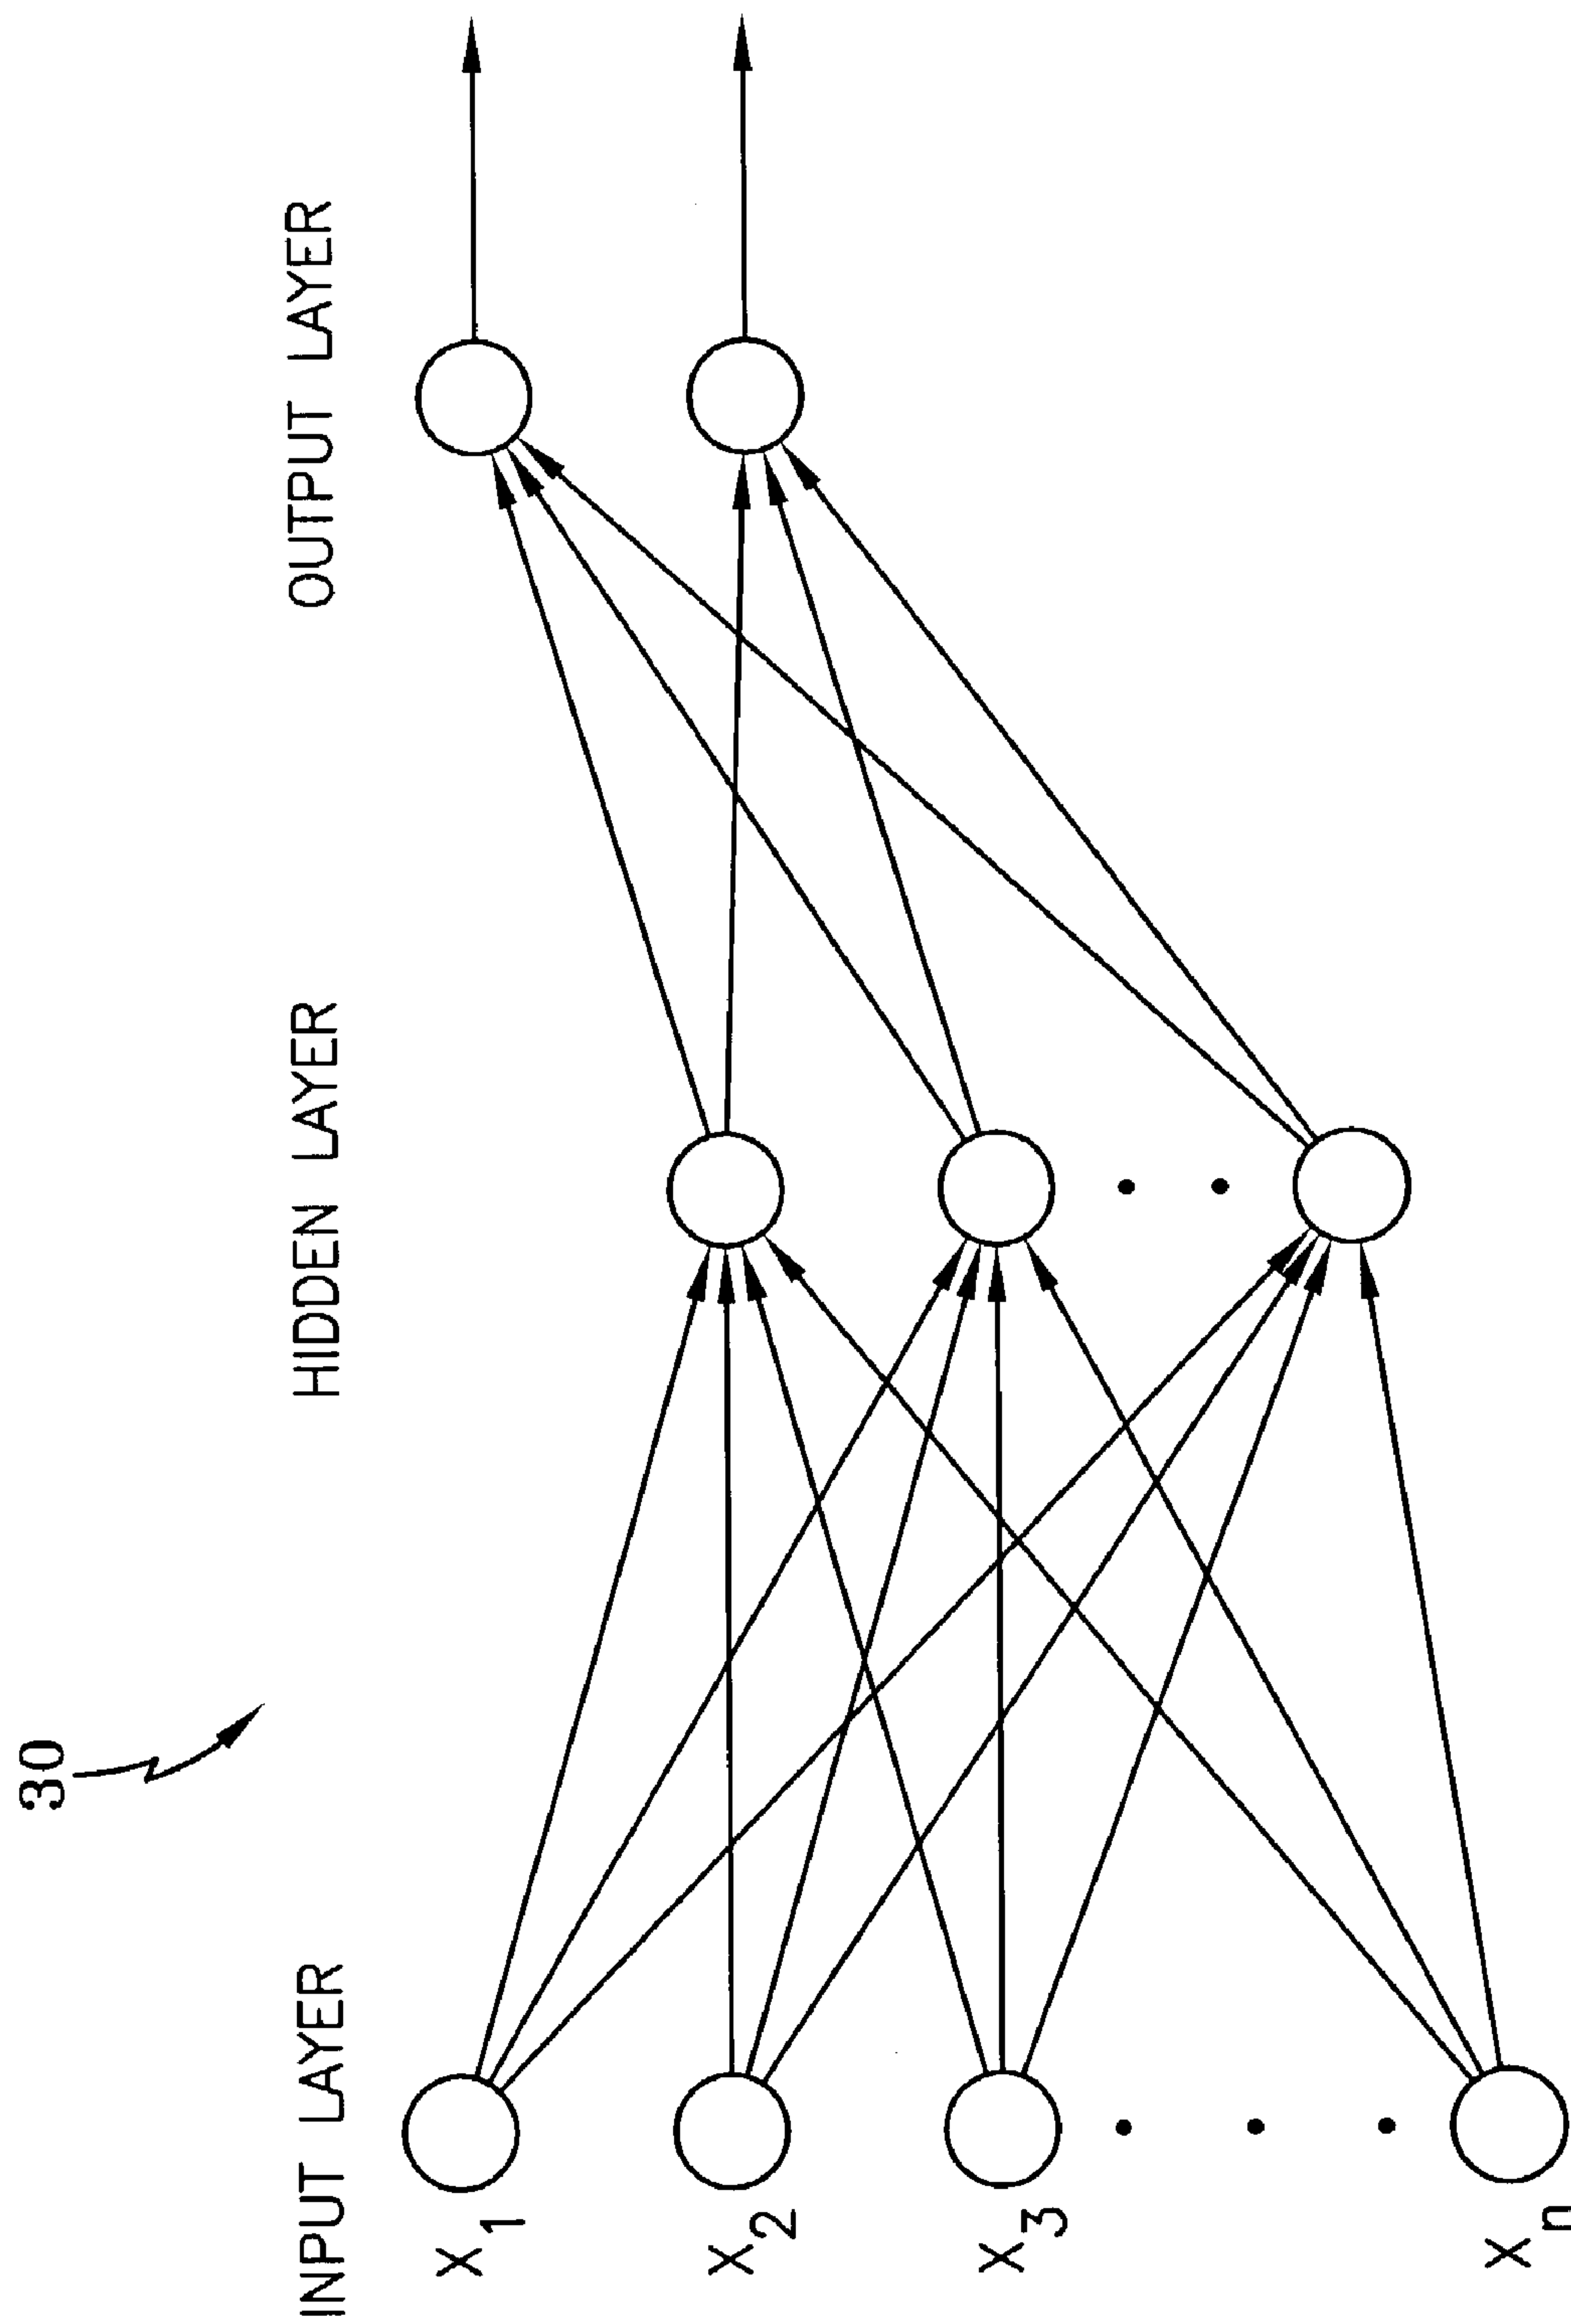 30
INPUT LAYER
HIDDEN LAYER
OUTPUT LAYER
X1
X2
X3
Xn